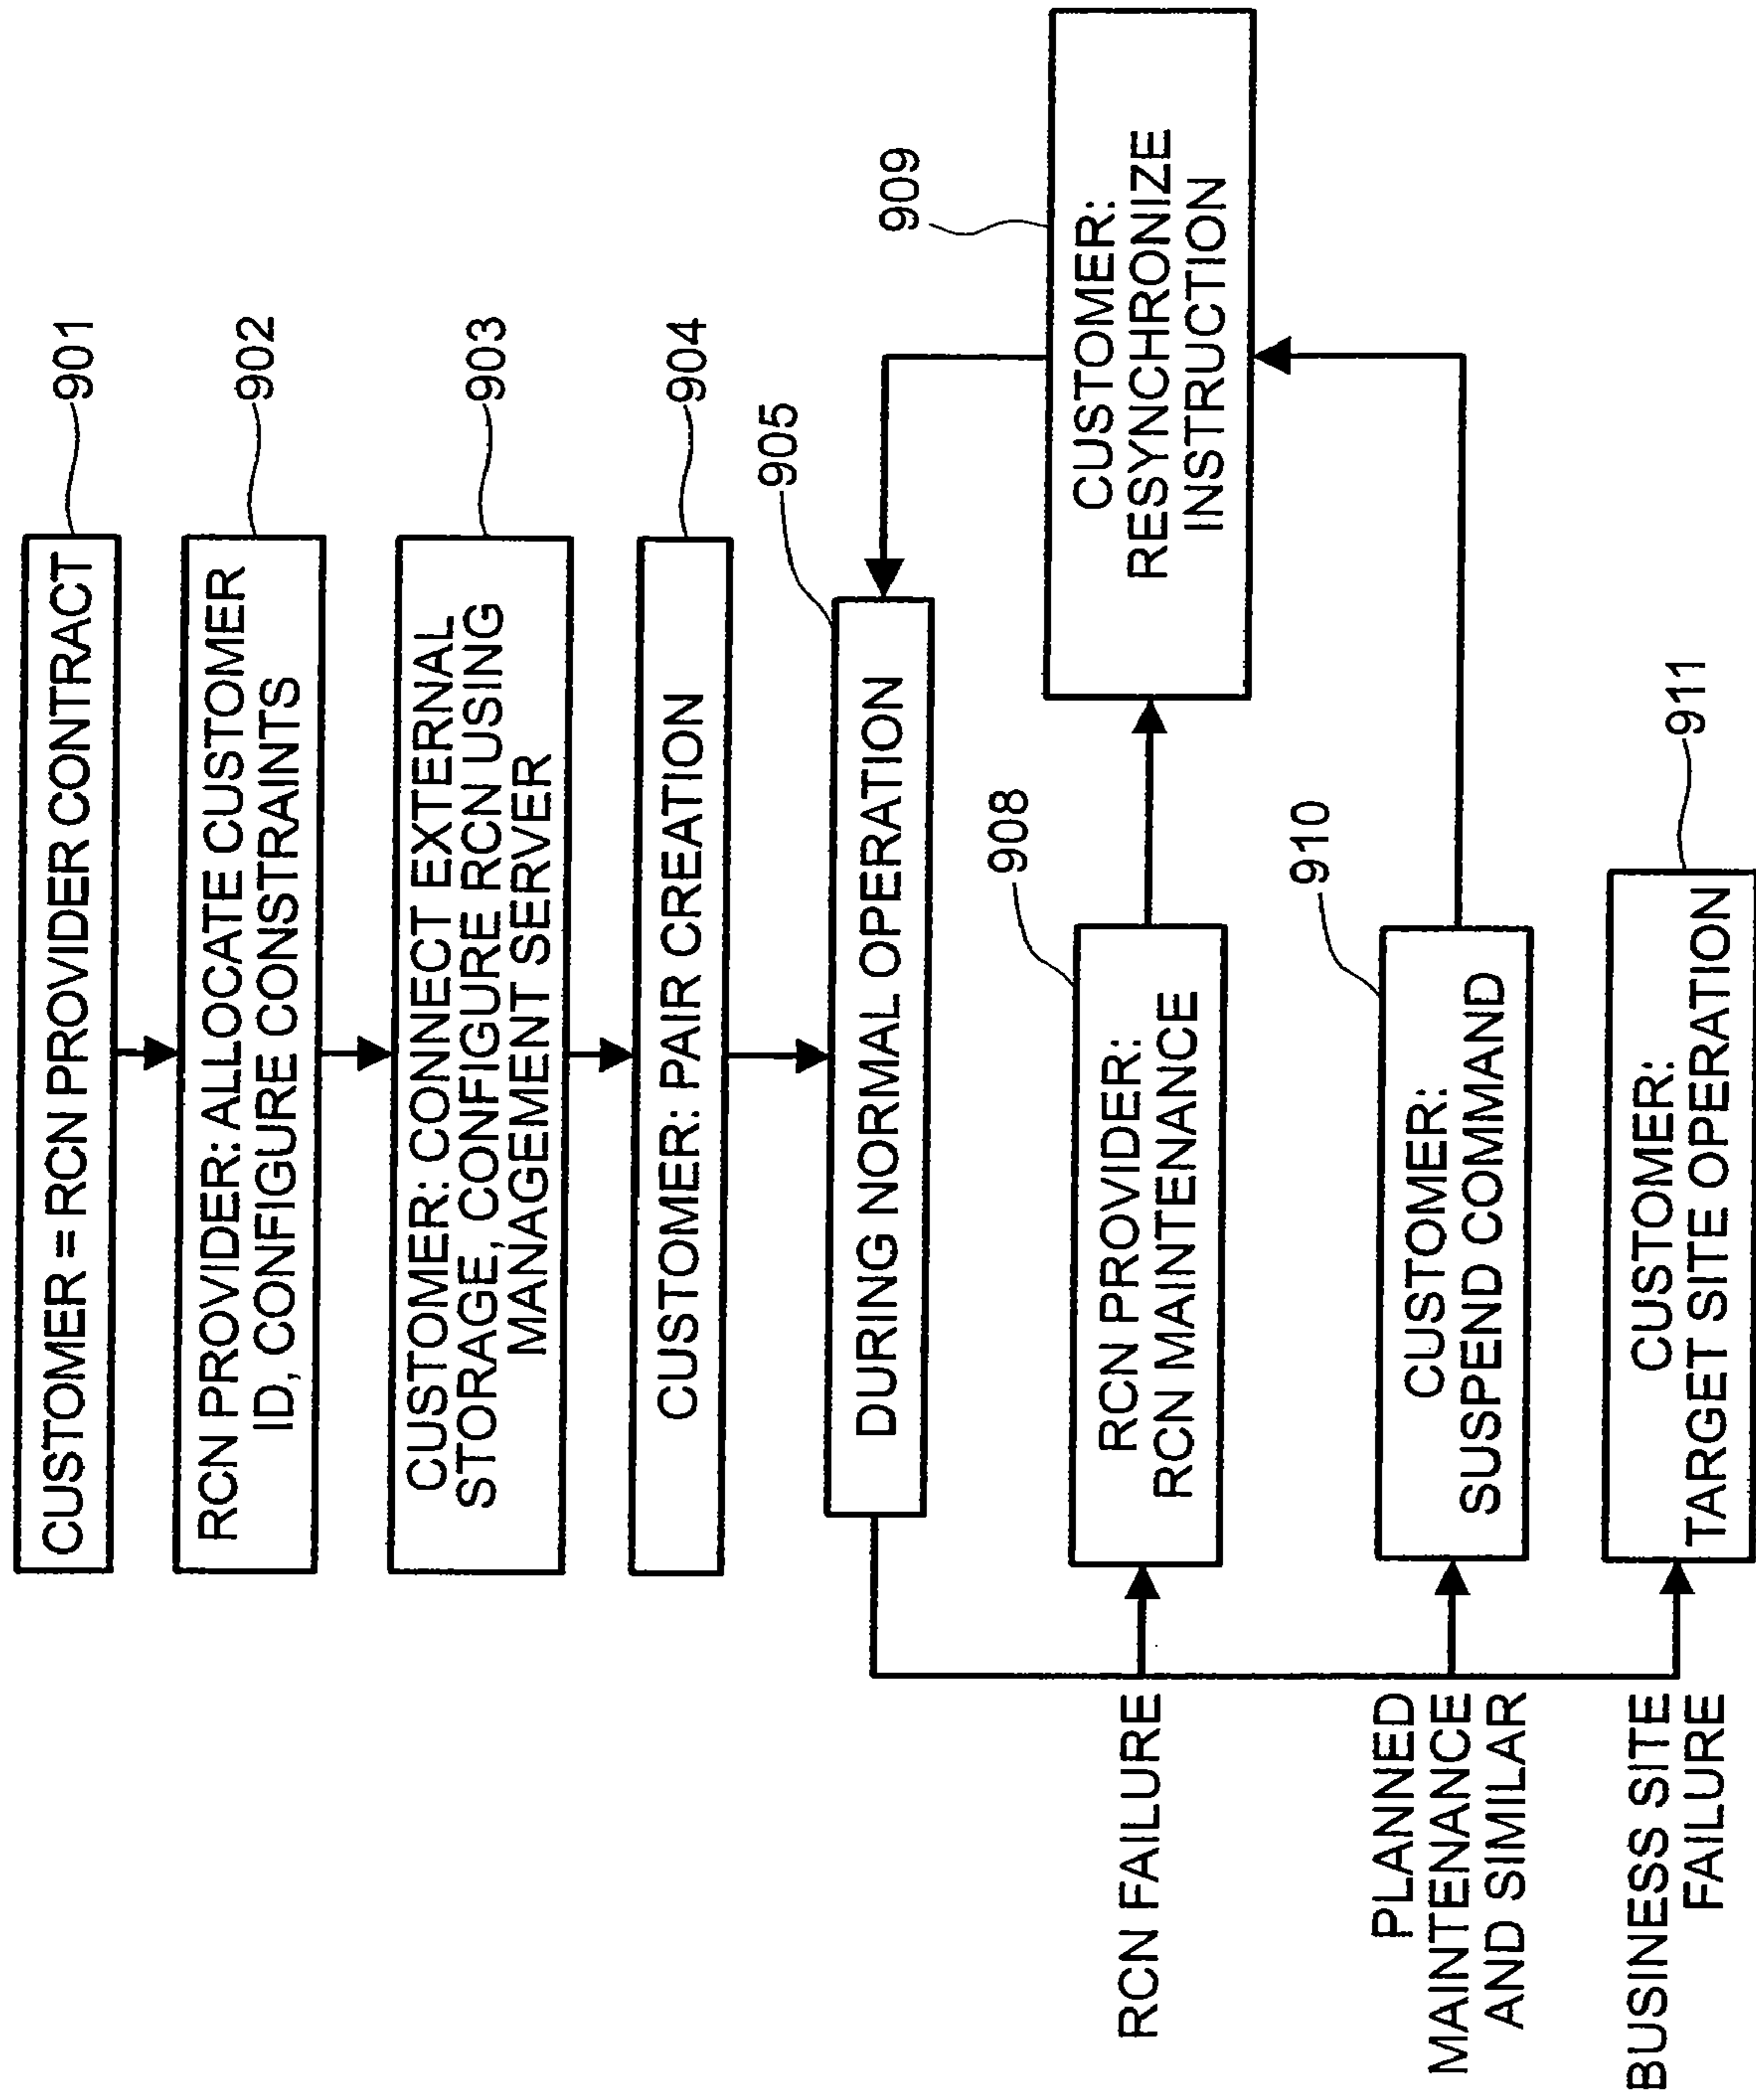 CUSTOMER = RCN PROVIDER CONTRACT
901
RCN PROVIDER: ALLOCATE CUSTOMER
ID, CONFIGURE CONSTRAINTS
902
CUSTOMER: CONNECT EXTERNAL
STORAGE, CONFIGURE RCN USING
MANAGEMENT SERVER
903
CUSTOMER: PAIR CREATION
904
DURING NORMAL OPERATION
905
RCN FAILURE
RCN PROVIDER:
RCN MAINTENANCE
908
CUSTOMER:
RESYNCHRONIZE
INSTRUCTION
909
PLANNED
MAINTENANCE
AND SIMILAR
CUSTOMER:
SUSPEND COMMAND
910
BUSINESS SITE
FAILURE
CUSTOMER:
TARGET SITE OPERATION
911